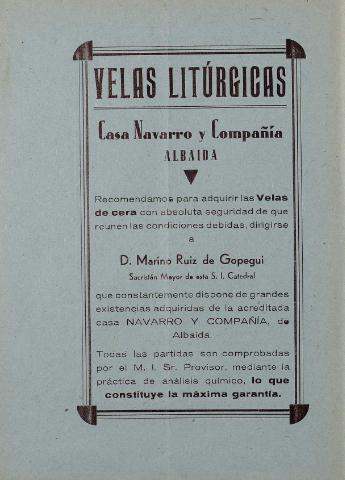 VELAS LITÚRGICAS
Casa Navarro y Compañía
ALBAIDA
Recomendamos para adquirir las Velas
de cera con absoluta seguridad de que
reunen las condiciones debidas, dirigirse
a
D. Marino Ruiz de Gopegui
Sacristán Mayor de esta S. I. Catedral
que constantemente dispone de grandes
existencias adquiridas de la acreditada
casa NAVARRO Y COMPAÑÍA, de
Albaida.
Todas las partidas son comprobadas
por el M. I. Sr. Provisor, mediante la
práctica de análisis químico, lo que
constituye la máxima garantía.